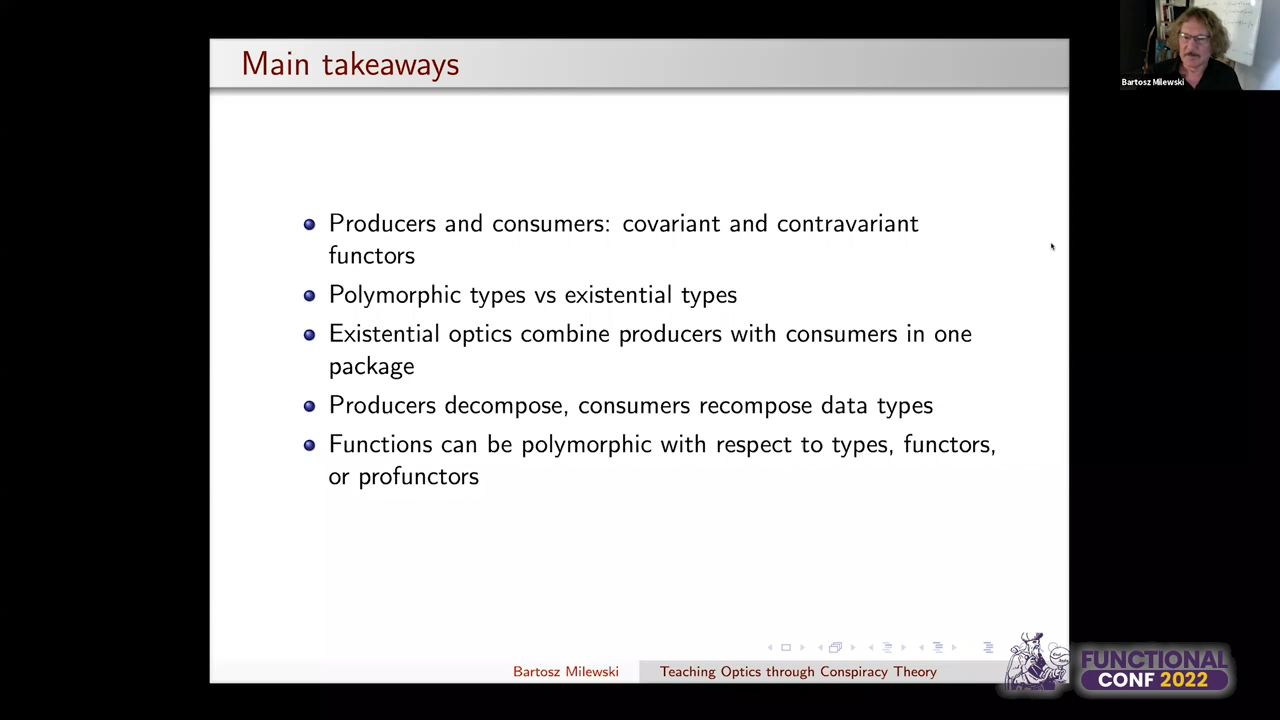 Main takeaways
Bartosz Milewski
Producers and consumers: covariant and contravariant
functors
Polymorphic types vs existential types
Existential optics combine producers with consumers in one
package
Producers decompose, consumers recompose data types
Functions can be polymorphic with respect to types, functors,
or profunctors
Bartosz Milewski
Teaching Optics through Conspiracy Theory
FUNCTIONAL
CONF 2022